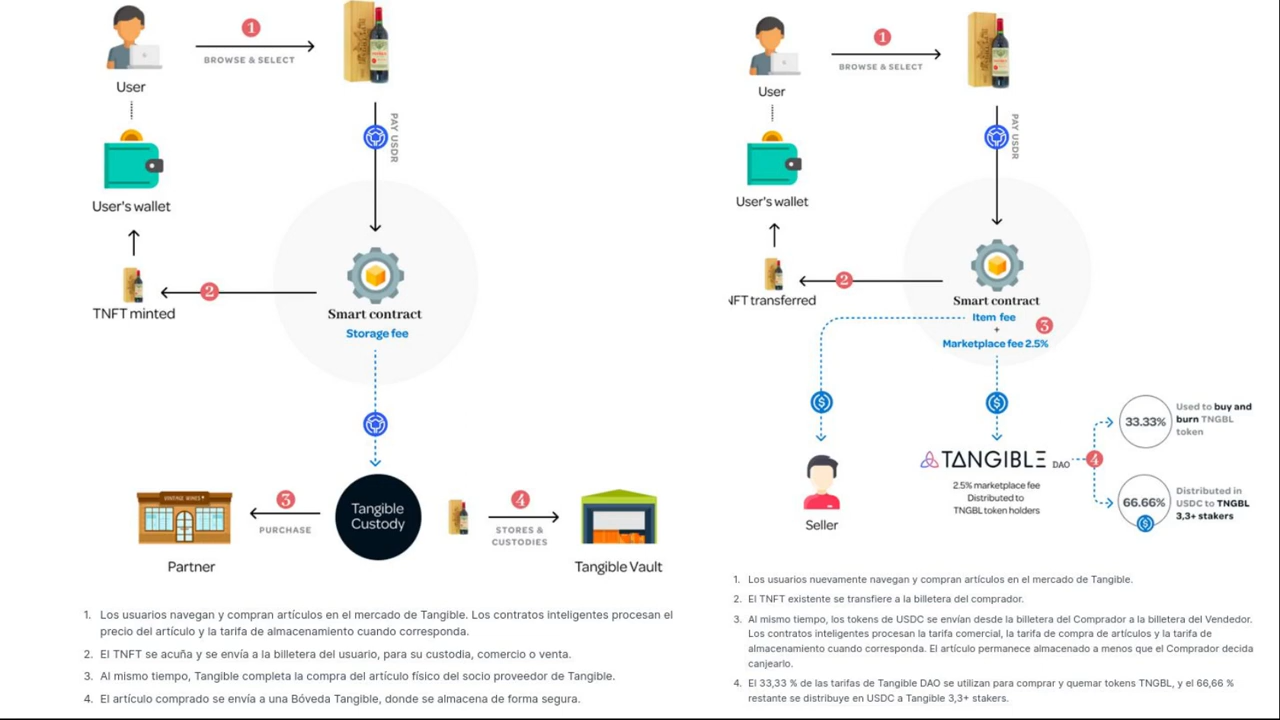 1
BROWSE & SELECT
User
PAY USDR
User's wallet
2
TNFT minted
Smart contract
Storage fee
VINTAGE WINES
3
PURCHASE
Partner
Tangible
Custody
4
STORES &
CUSTODIES
Tangible Vault
1. Los usuarios navegan y compran artículos en el mercado de Tangible. Los contratos inteligentes procesan el
precio del artículo y la tarifa de almacenamiento cuando corresponda.
2. El TNFT se acuña y se envía a la billetera del usuario, para su custodia, comercio o venta.
3. Al mismo tiempo, Tangible completa la compra del artículo físico del socio proveedor de Tangible.
4. El artículo comprado se envía a una Bóveda Tangible, donde se almacena de forma segura.
1
BROWSE & SELECT
User
PAY USDR
User's wallet
2
NFT transferred
Smart contract
Item fee
+
3
Marketplace fee 2.5%
Seller
TANGIBLE DAO
2.5% marketplace fee
Distributed to
TNGBL token holders
4
33.33%
Used to buy and
burn TNGBL
token
66.66%
Distributed in
USDC to TNGBL
3,3+ stakers
1. Los usuarios nuevamente navegan y compran artículos en el mercado de Tangible.
2. El TNFT existente se transfiere a la billetera del comprador.
3. Al mismo tiempo, los tokens de USDC se envían desde la billetera del Comprador a la billetera del Vendedor.
Los contratos inteligentes procesan la tarifa comercial, la tarifa de compra de artículos y la tarifa de
almacenamiento cuando corresponda. El artículo permanece almacenado a menos que el Comprador decida
canjearlo.
4. El 33,33 % de las tarifas de Tangible DAO se utilizan para comprar y quemar tokens TNGBL, y el 66,66 %
restante se distribuye en USDC a Tangible 3,3+ stakers.